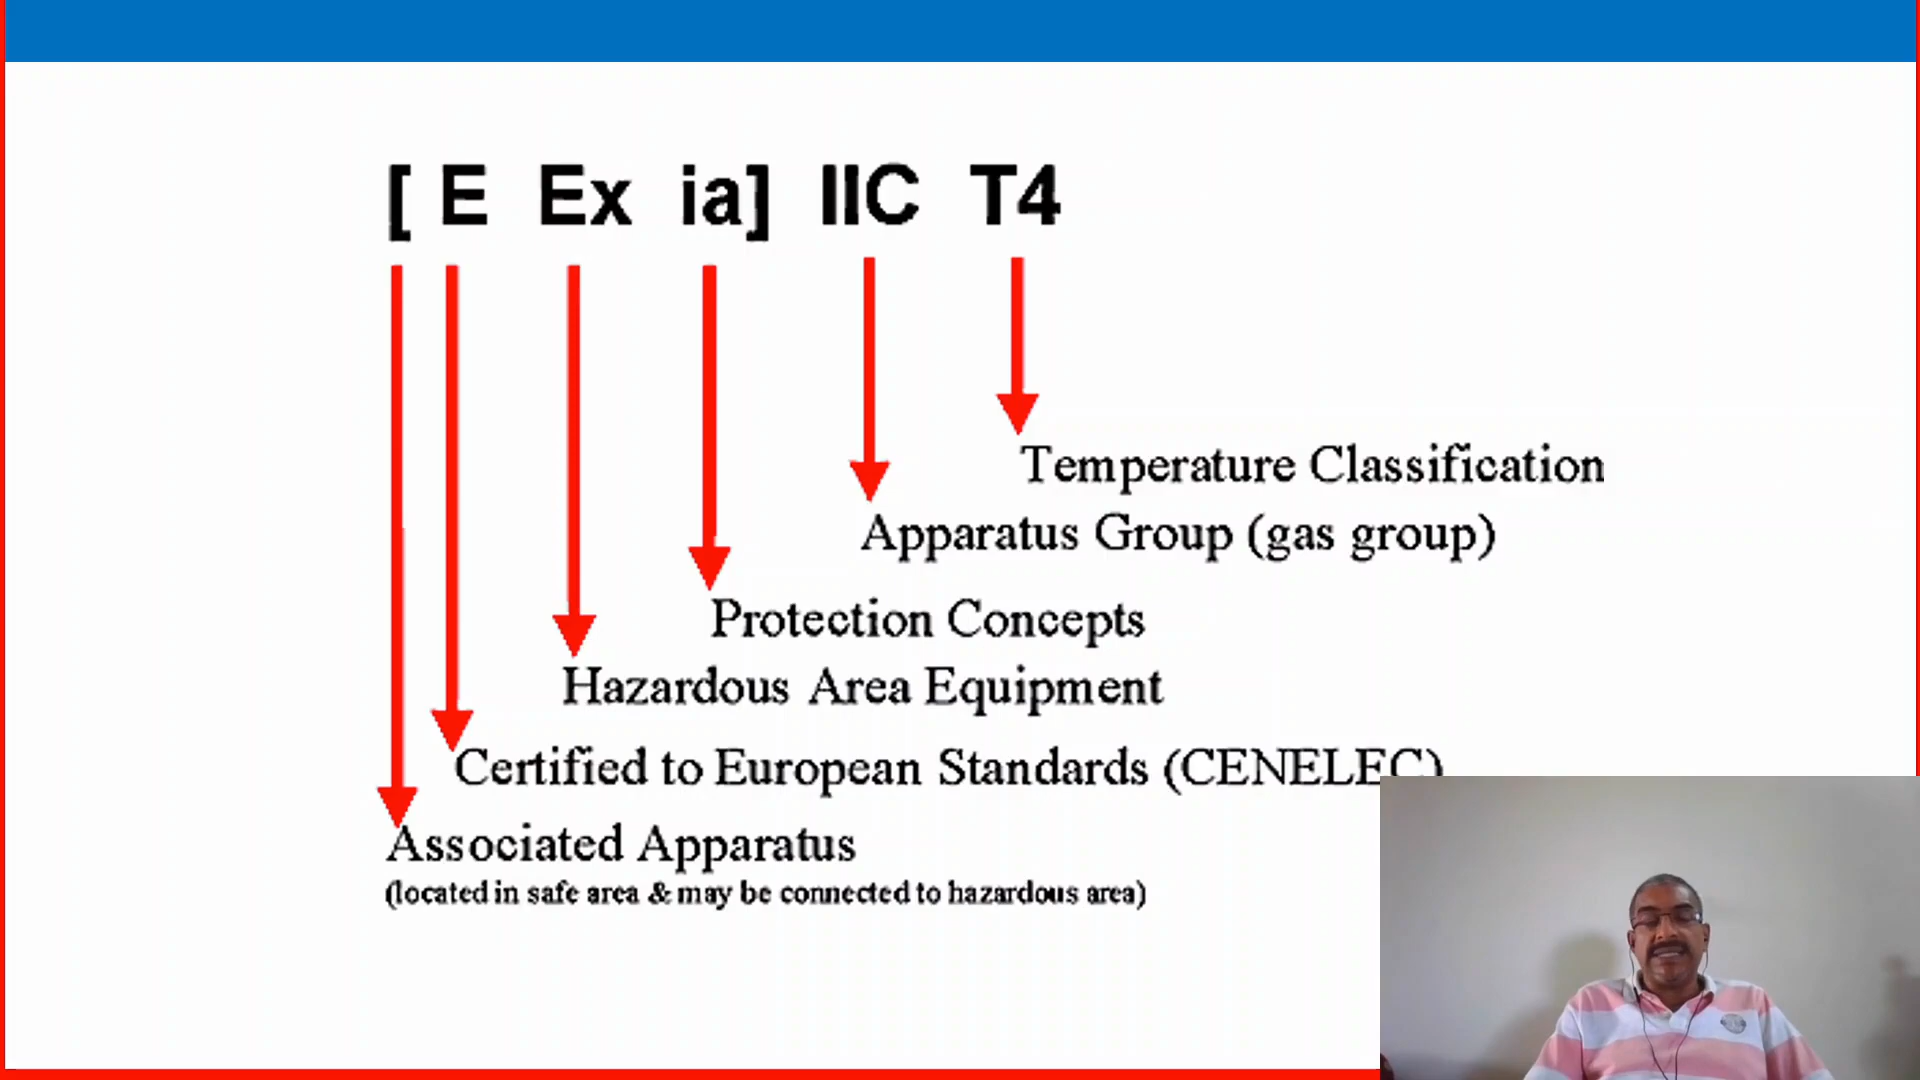 [ E Ex ia] IIC T4
Temperature Classification
Apparatus Group (gas group)
Protection Concepts
Hazardous Area Equipment
Certified to European Standards (CENELEC)
Associated Apparatus
(located in safe area & may be connected to hazardous area)